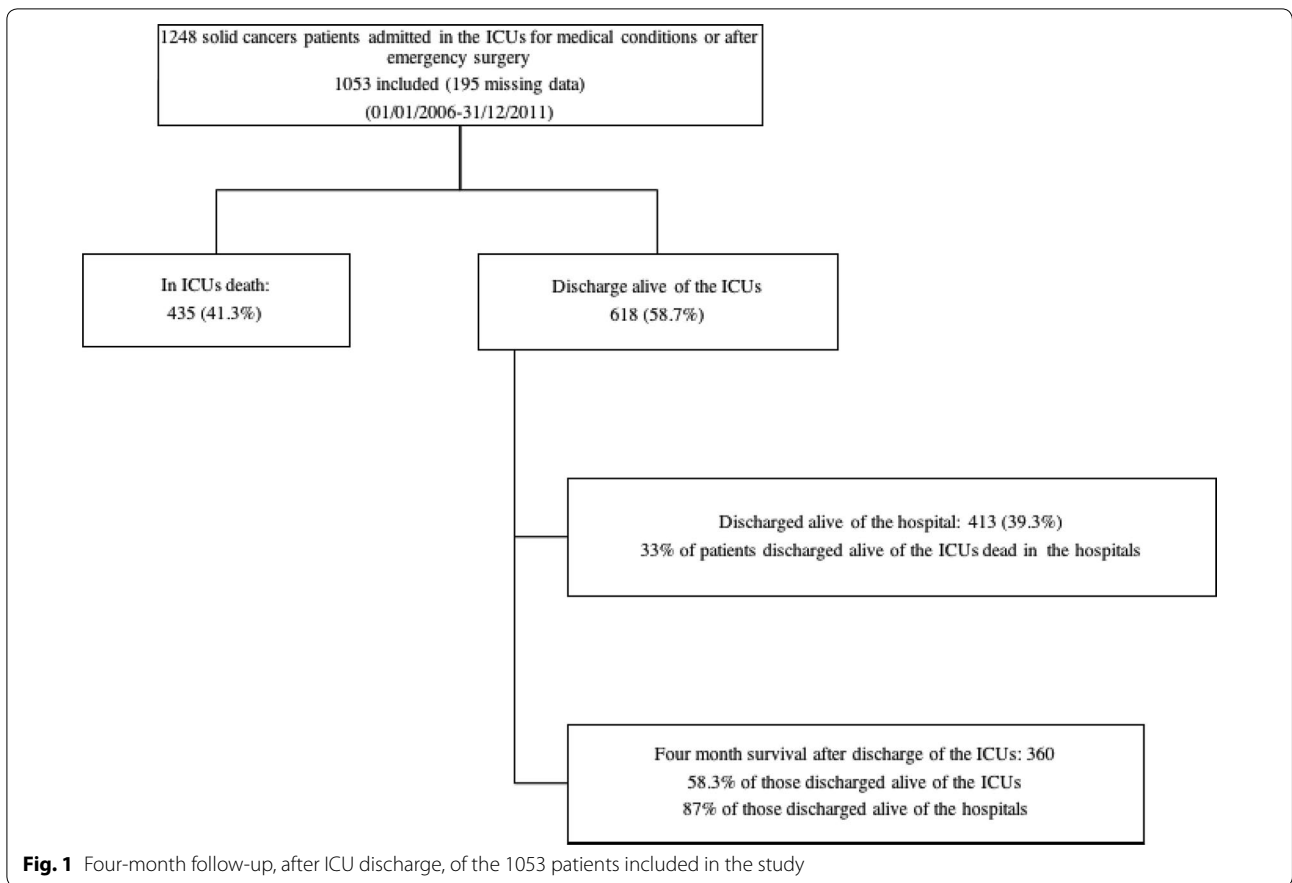 1248 solid cancers patients admitted in the ICUs for medical conditions or after
emergency surgery
1053 included (195 missing data)
(01/01/2006-31/12/2011)
In ICUs death:
435 (41.3%)
Discharge alive of the ICUs
618 (58.7%)
Discharged alive of the hospital: 413 (39.3%)
33% of patients discharged alive of the ICUs dead in the hospitals
Four month survival after discharge of the ICUs: 360
58.3% of those discharged alive of the ICUs
87% of those discharged alive of the hospitals
Fig. 1 Four-month follow-up, after ICU discharge, of the 1053 patients included in the study